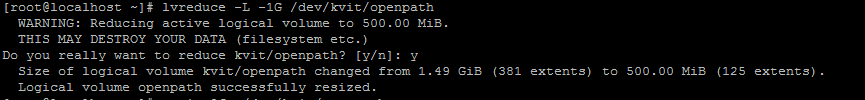 [root@localhost ~]# lvreduce -L -1G /dev/kvit/openpath
WARNING: Reducing active logical volume to 500.00 MiB.
THIS MAY DESTROY YOUR DATA (filesystem etc.)
Do you really want to reduce kvit/openpath? [y/n]: y
Size of logical volume kvit/openpath changed from 1.49 GiB (381 extents) to 500.00 MiB (125 extents).
Logical volume openpath successfully resized.